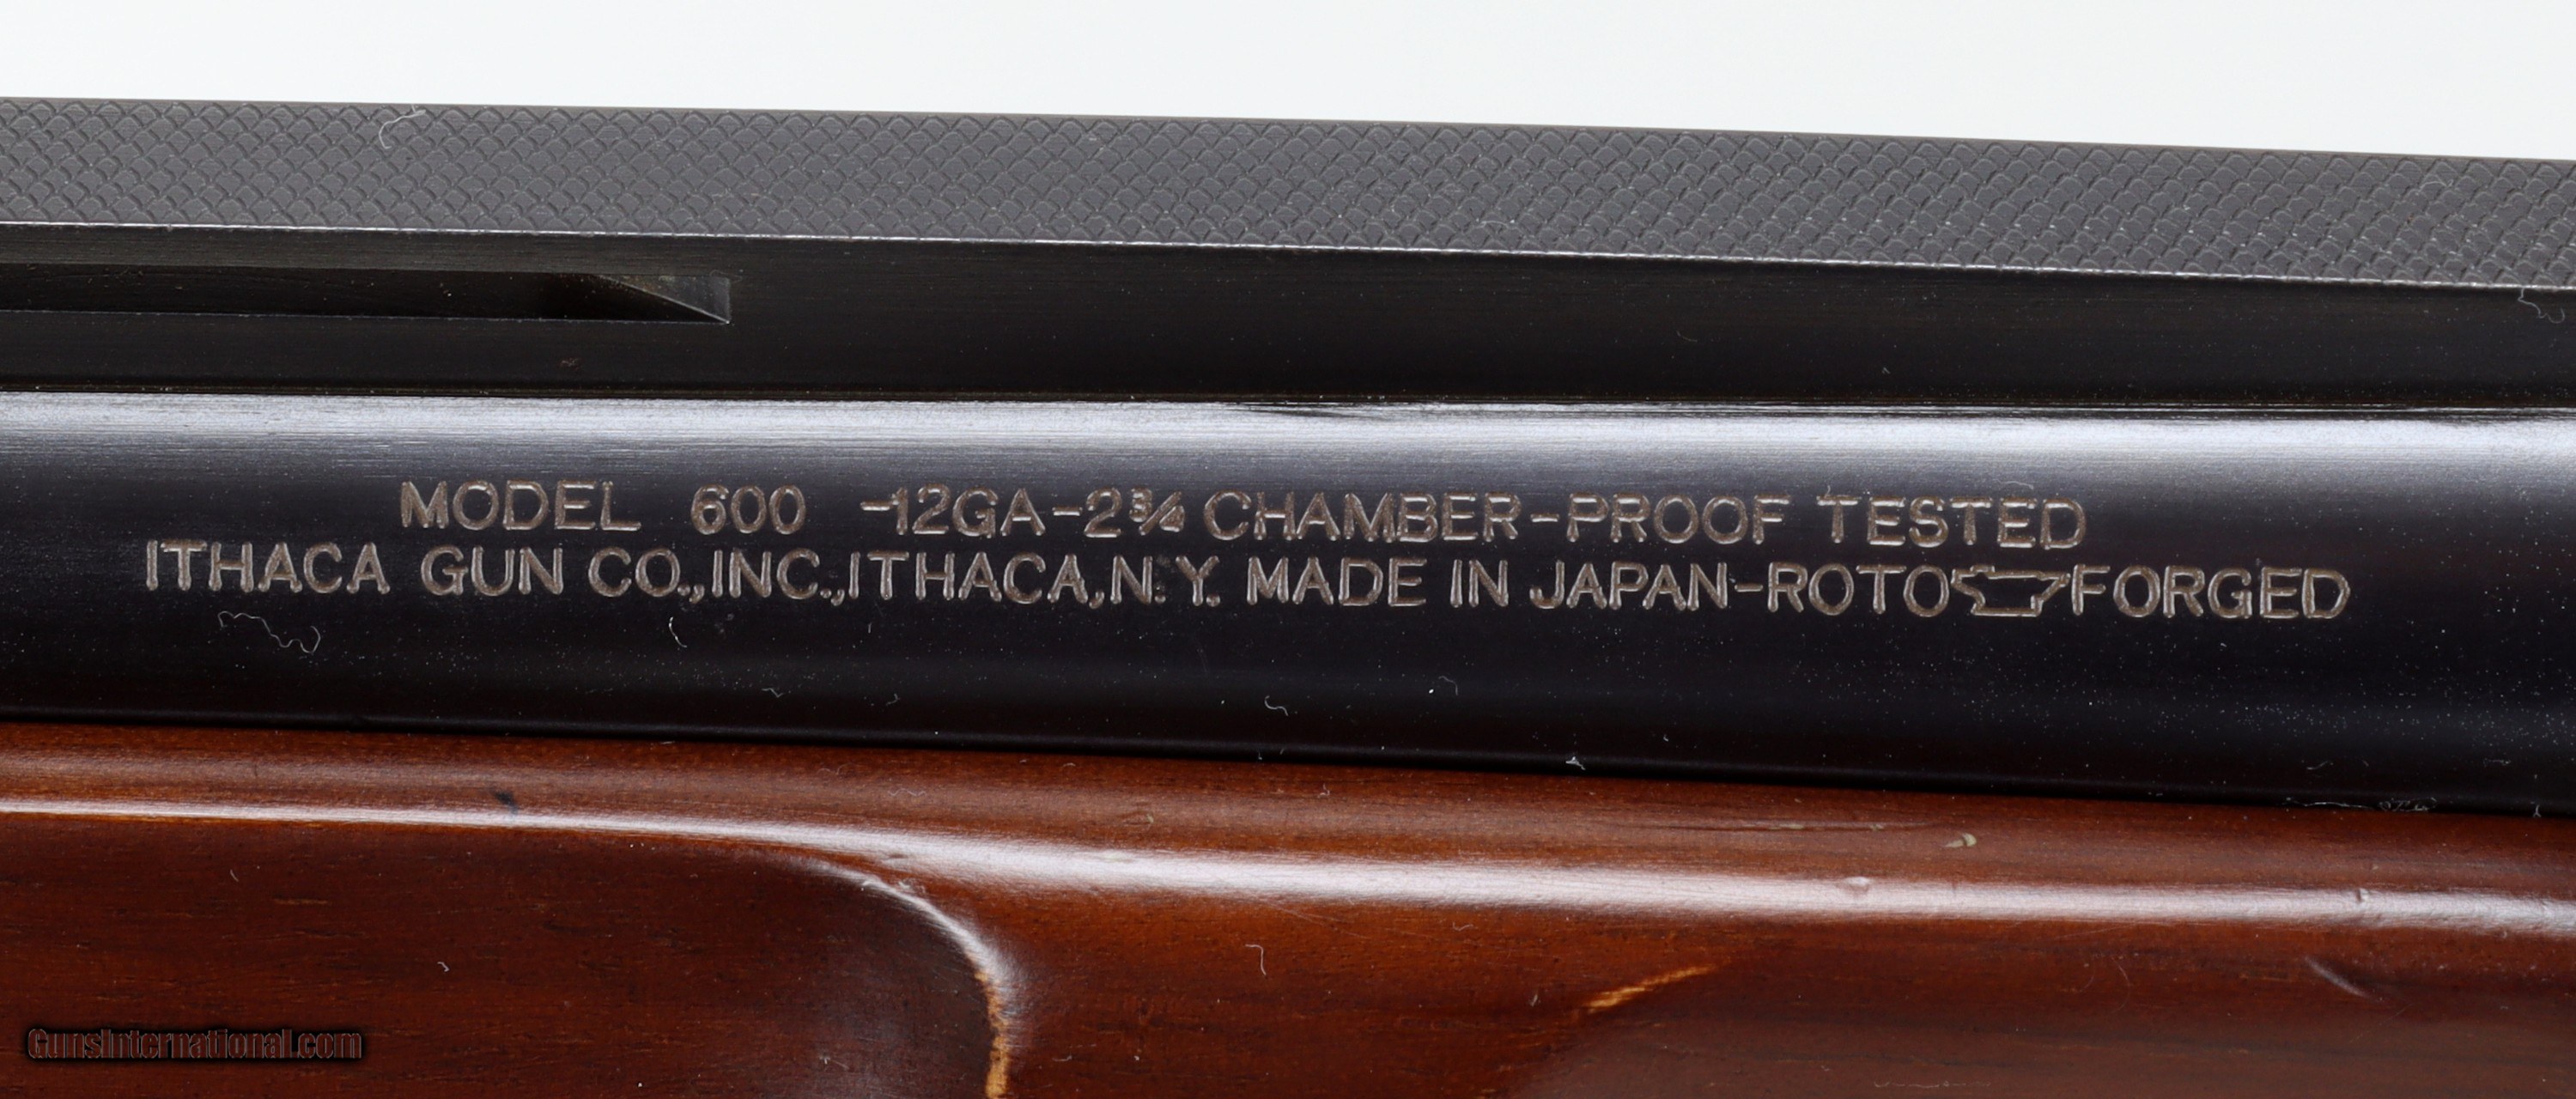 MODEL 600 -12GA-2¾ CHAMBER-PROOF TESTED
ITHACA GUN CO.,INC.,ITHACA,N.Y. MADE IN JAPAN-ROTO FORGED
GunsInternational.com